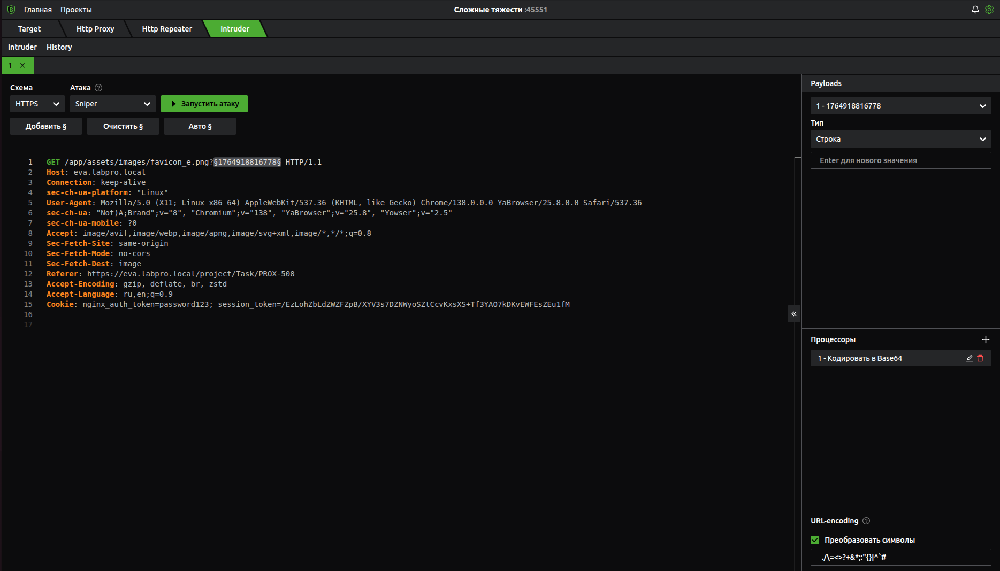 Главная Проекты Сложные тяжести :45551
Target Http Proxy Http Repeater Intruder
Intruder History
1 X
Схема Атака ?
HTTPS Sniper Запустить атаку
Добавить § Очистить § Авто §
1 GET /app/assets/images/favicon_e.png?§1764918816778§ HTTP/1.1
2 Host: eva.labpro.local
3 Connection: keep-alive
4 sec-ch-ua-platform: "Linux"
5 User-Agent: Mozilla/5.0 (X11; Linux x86_64) AppleWebKit/537.36 (KHTML, like Gecko) Chrome/138.0.0.0 YaBrowser/25.8.0.0 Safari/537.36
6 sec-ch-ua: "Not)A;Brand";v="8", "Chromium";v="138", "YaBrowser";v="25.8", "Yowser";v="2.5"
7 sec-ch-ua-mobile: ?0
8 Accept: image/avif,image/webp,image/apng,image/svg+xml,image/*,*/*;q=0.8
9 Sec-Fetch-Site: same-origin
10 Sec-Fetch-Mode: no-cors
11 Sec-Fetch-Dest: image
12 Referer: https://eva.labpro.local/project/Task/PROX-508
13 Accept-Encoding: gzip, deflate, br, zstd
14 Accept-Language: ru,en;q=0.9
15 Cookie: nginx_auth_token=password123; session_token=/EzLohZbLdZWZFZpB/XYV3s7DZNWyoSZtCcvKxsXS+Tf3YAO7kDKvEWFEsZEu1fM
16
17
Payloads
1 - 1764918816778
Тип
Строка
Enter для нового значения
Процессоры
1 - Кодировать в Base64
URL-encoding ?
Преобразовать символы
./\=<>?+&*;:"{}|^`#